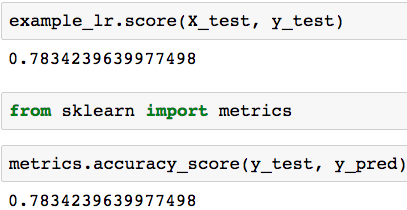 example_lr.score(X_test, y_test)
0.7834239639977498
from sklearn import metrics
metrics.accuracy_score(y_test, y_pred)
0.7834239639977498